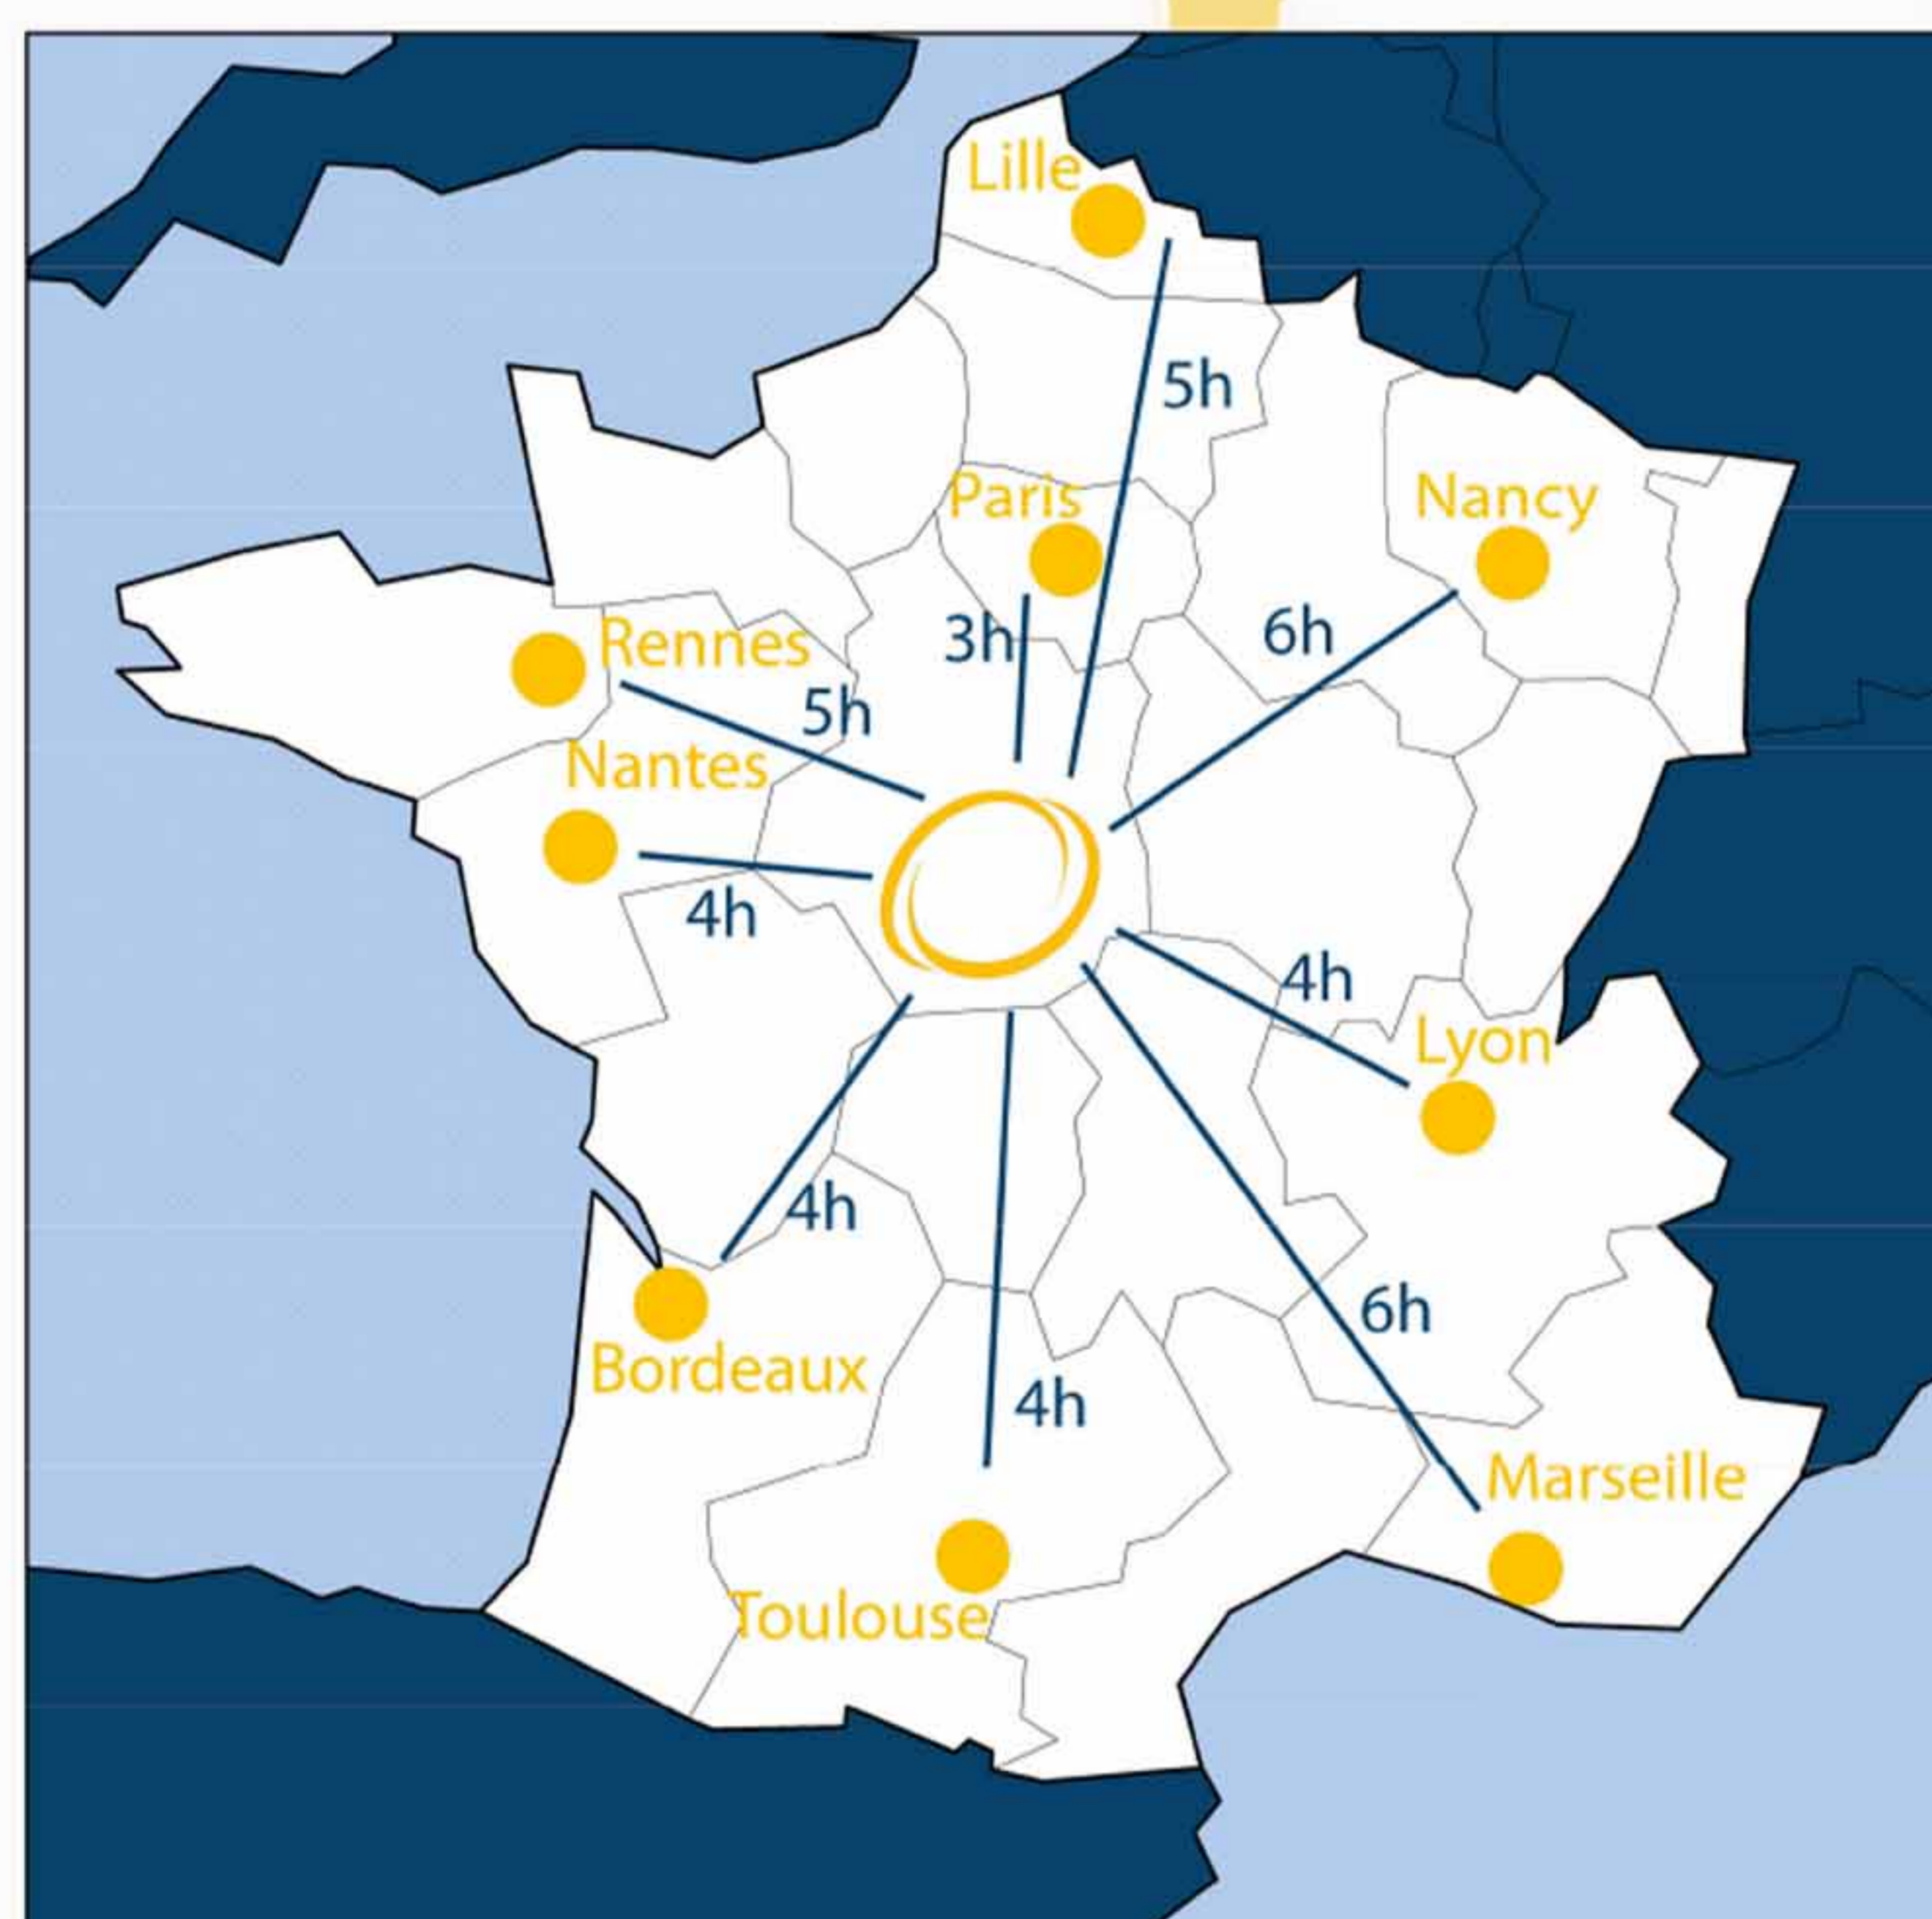 Lille
5h
Paris
Nancy
3h
6h
Rennes
5h
Nantes
4h
4h
Lyon
4h
Bordeaux
6h
4h
Marseille
Toulouse